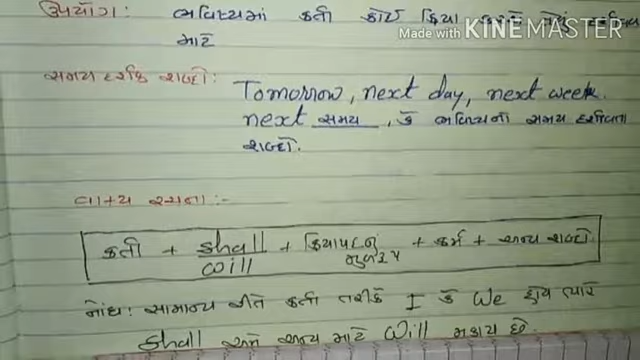 Made with KINEMASTER
ઉપયોગ: ભવિષ્યમાં કર્તા કોઈ ક્રિયા કરશે
માટે
સમય દર્શક શબ્દો: Tomorrow, next day, next week.
next સમય, કે ભવિષ્યનો સમય દર્શાવતા
શબ્દો.
વાક્ય રચના :-
કર્તા + shall + ક્રિયાપદનું + કર્મ + અન્ય શબ્દો.
will મુળરૂપ
નોંધ: સામાન્ય રીતે કર્તા તરીકે I કે We હોય ત્યારે
shall અને અન્ય માટે will મુકાય છે.